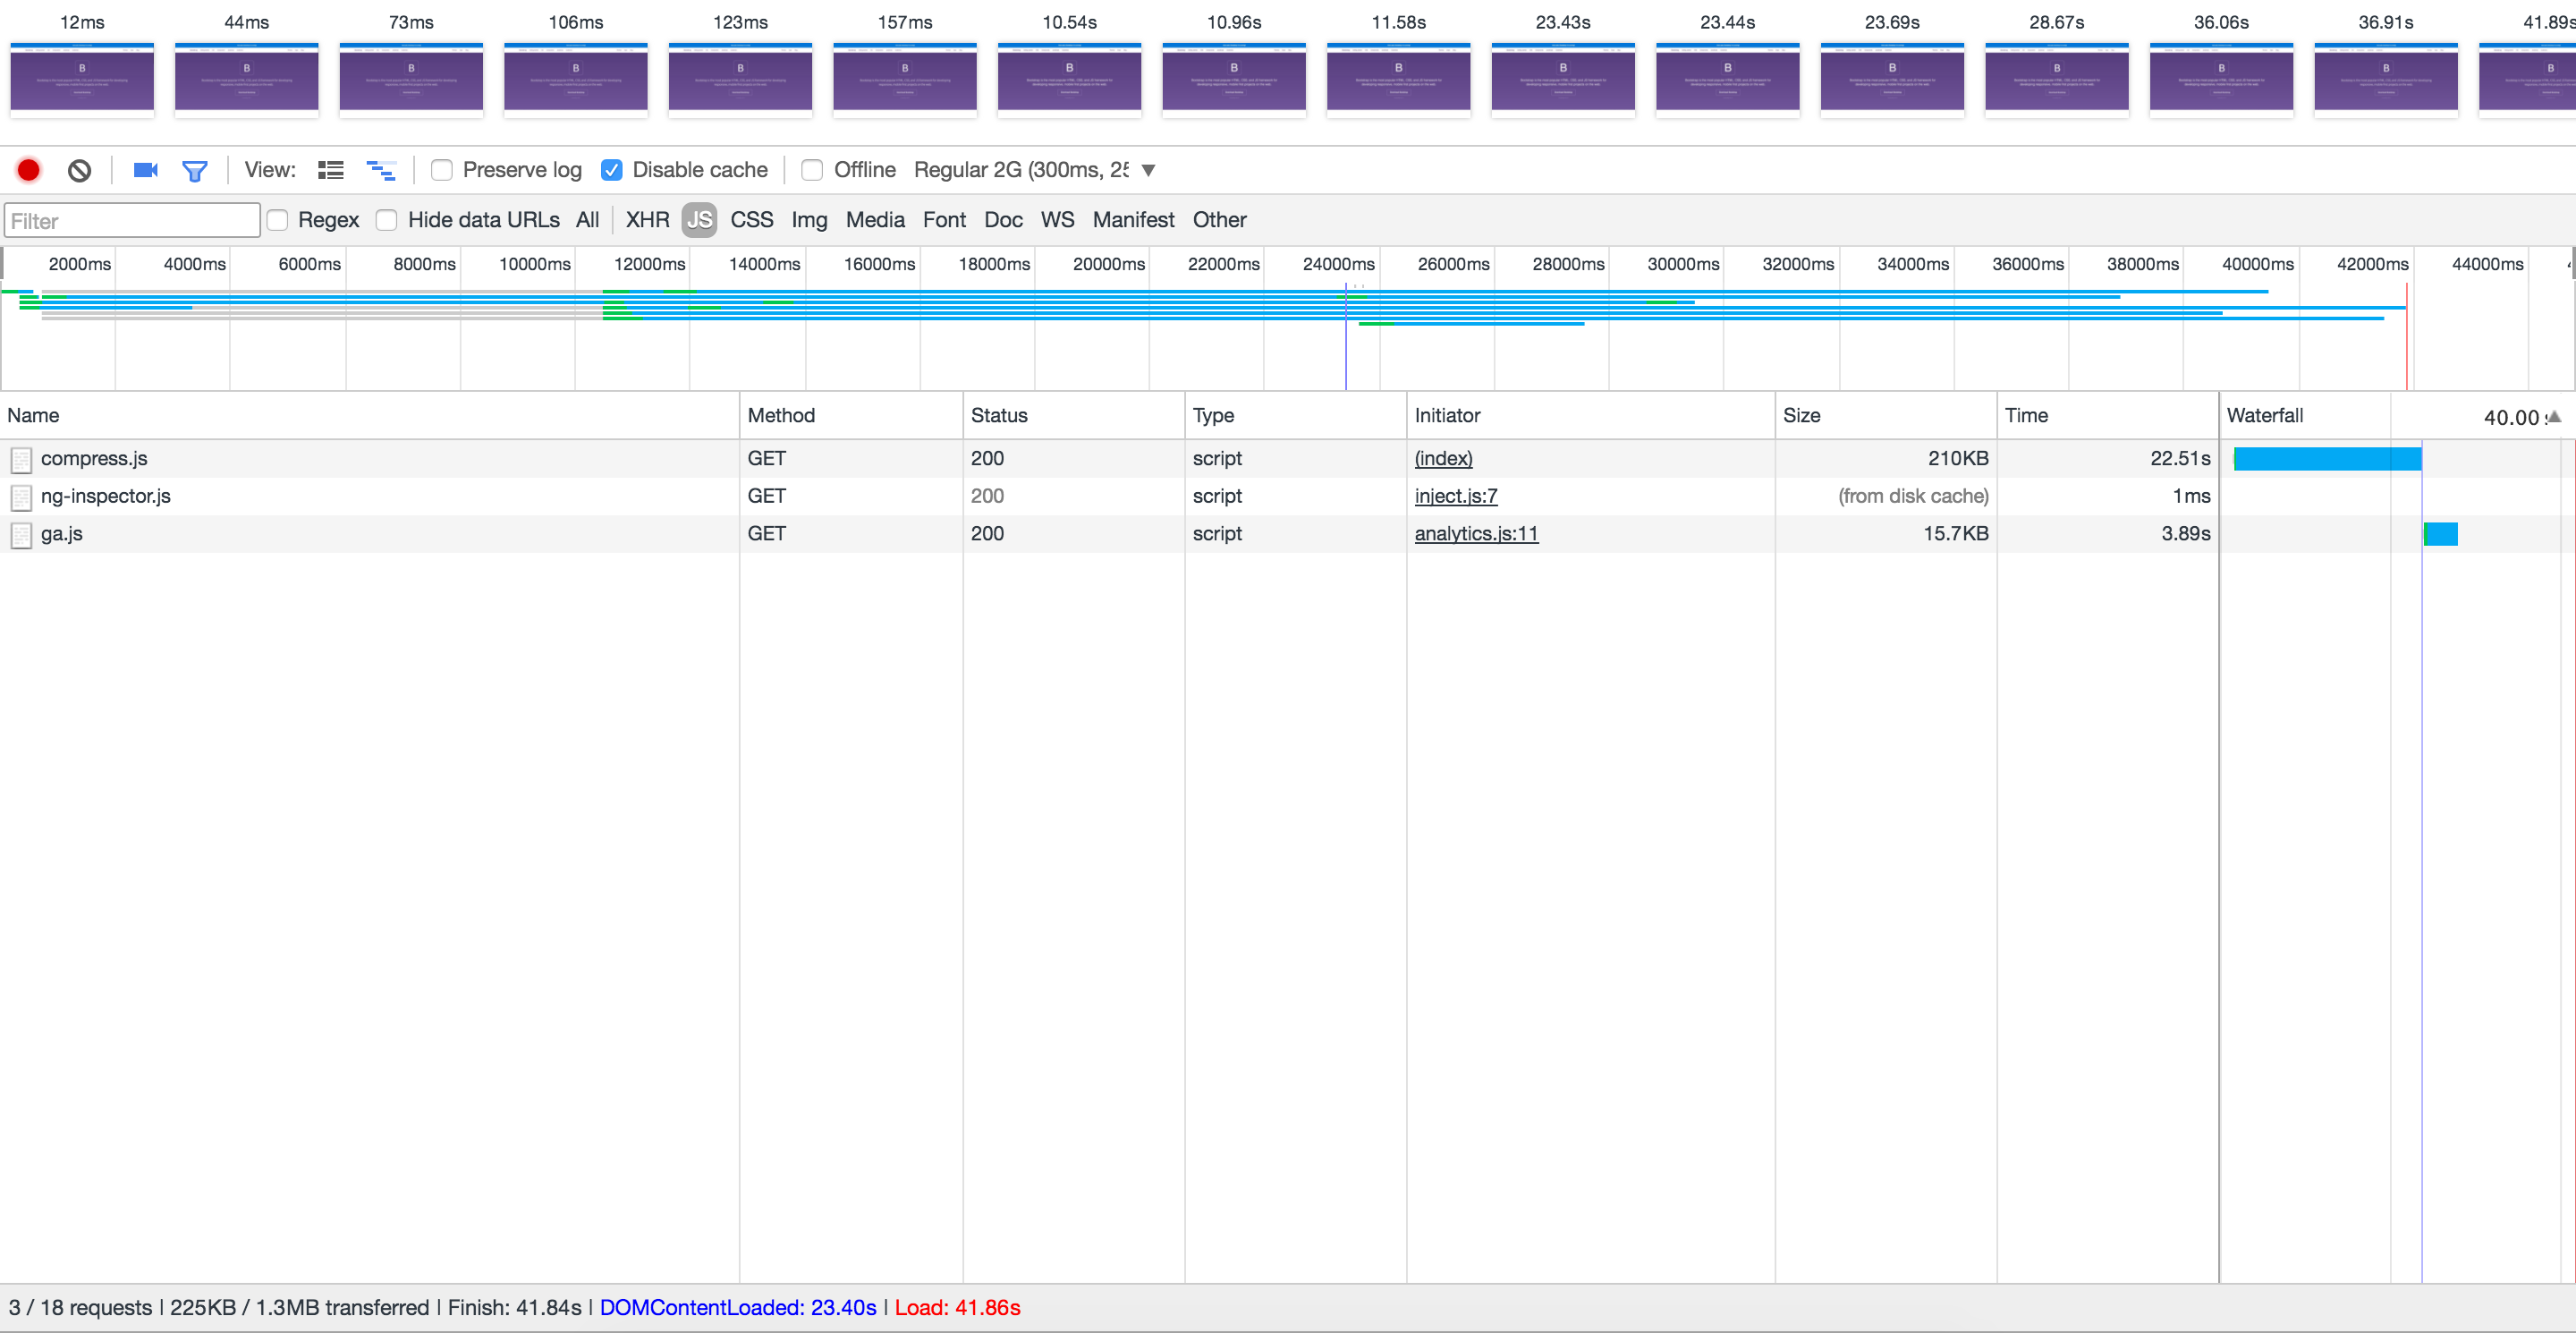 12ms 44ms 73ms 106ms 123ms 157ms 10.54s 10.96s 11.58s 23.43s 23.44s 23.69s 28.67s 36.06s 36.91s 41.89s
B B B B B B B B B B B B B B B B
View: Preserve log Disable cache Offline Regular 2G (300ms, 25
Filter Regex Hide data URLs All XHR JS CSS Img Media Font Doc WS Manifest Other
2000ms 4000ms 6000ms 8000ms 10000ms 12000ms 14000ms 16000ms 18000ms 20000ms 22000ms 24000ms 26000ms 28000ms 30000ms 32000ms 34000ms 36000ms 38000ms 40000ms 42000ms 44000ms
Name Method Status Type Initiator Size Time Waterfall 40.00 s
compress.js GET 200 script (index) 210KB 22.51s
ng-inspector.js GET 200 script inject.js:7 (from disk cache) 1ms
ga.js GET 200 script analytics.js:11 15.7KB 3.89s
3 / 18 requests | 225KB / 1.3MB transferred | Finish: 41.84s | DOMContentLoaded: 23.40s | Load: 41.86s